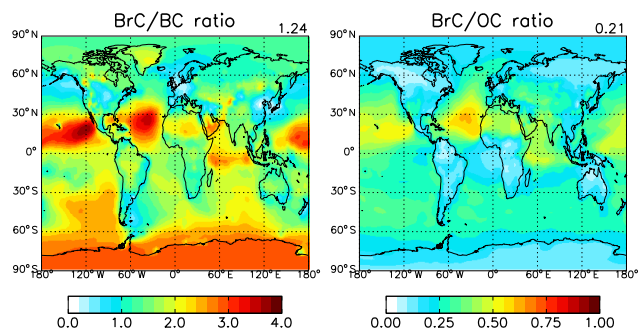 BrC/BC ratio 1.24
90°N
60°N
30°N
0°
30°S
60°S
90°S
180° 120°W 60°W 0° 60°E 120°E 180°
0.0 1.0 2.0 3.0 4.0
BrC/OC ratio 0.21
90°N
60°N
30°N
0°
30°S
60°S
90°S
180° 120°W 60°W 0° 60°E 120°E 180°
0.00 0.25 0.50 0.75 1.00